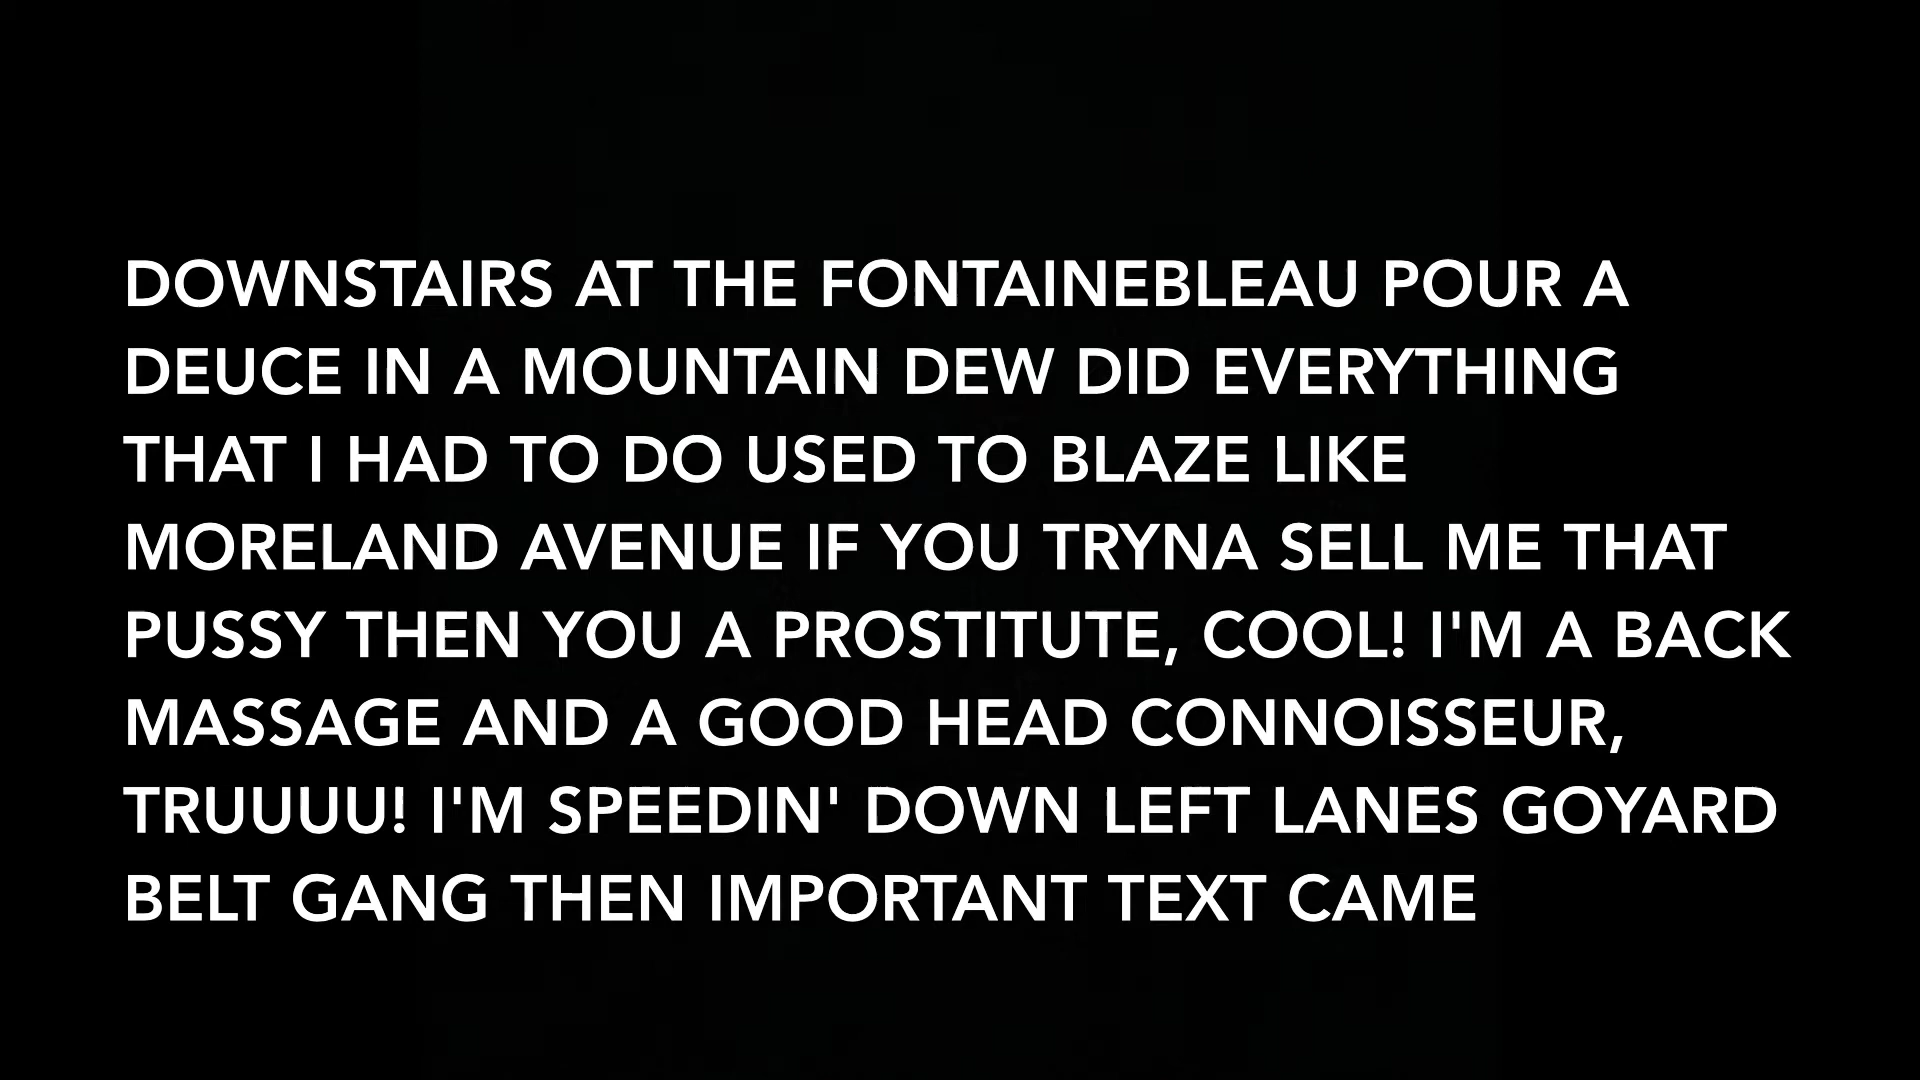 DOWNSTAIRS AT THE FONTAINEBLEAU POUR A
DEUCE IN A MOUNTAIN DEW DID EVERYTHING
THAT I HAD TO DO USED TO BLAZE LIKE
MORELAND AVENUE IF YOU TRYNA SELL ME THAT
PUSSY THEN YOU A PROSTITUTE, COOL! I'M A BACK
MASSAGE AND A GOOD HEAD CONNOISSEUR,
TRUUUU! I'M SPEEDIN' DOWN LEFT LANES GOYARD
BELT GANG THEN IMPORTANT TEXT CAME